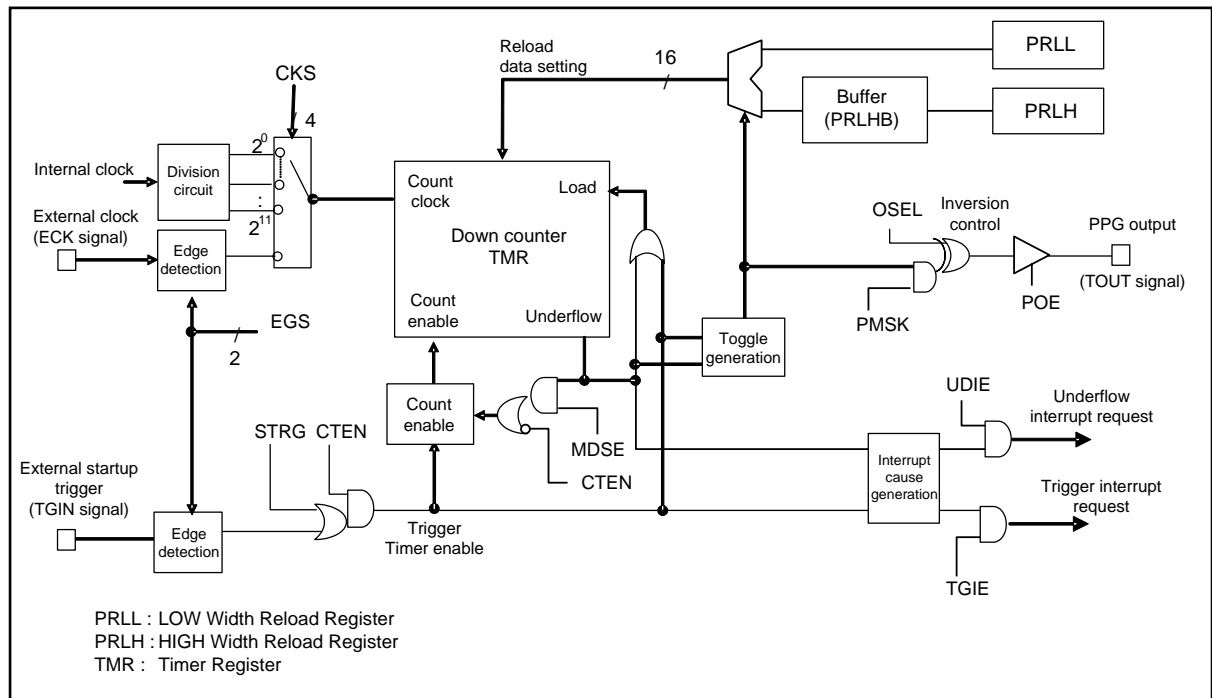 Reload
data setting
16
PRLL
CKS
4
Buffer
(PRLHB)
PRLH
Internal clock
Division
circuit
2^0
:
2^11
Count
clock
Load
External clock
(ECK signal)
Edge
detection
Down counter
TMR
OSEL
Inversion
control
PPG output
(TOUT signal)
Count
enable
Underflow
PMSK
POE
EGS
2
Toggle
generation
Count
enable
MDSE
CTEN
UDIE
Underflow
interrupt request
STRG
CTEN
External startup
trigger
(TGIN signal)
Edge
detection
Trigger
Timer enable
Interrupt
cause
generation
Trigger interrupt
request
TGIE
PRLL : LOW Width Reload Register
PRLH : HIGH Width Reload Register
TMR : Timer Register